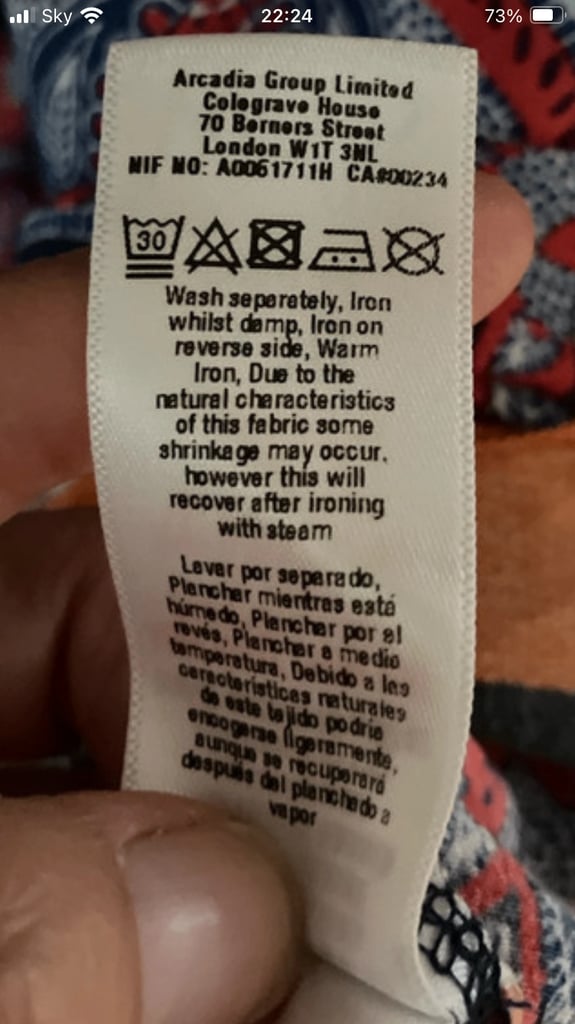 Sky 22:24 73%
Arcadia Group Limited
Colegrave House
70 Berners Street
London W1T 3NL
NIF NO: A0061711H CA#00234
30
Wash separately, Iron
whilst damp, Iron on
reverse side, Warm
Iron, Due to the
natural characteristics
of this fabric some
shrinkage may occur.
however this will
recover after ironing
with steam
Lavar por separado,
Planchar mientras está
húmedo, Planchar por el
revés, Planchar a media
temperatura, Debido a las
características naturales
de este tejido podría
encogerse ligeramente,
aunque se recuperará
después del planchado a
vapor